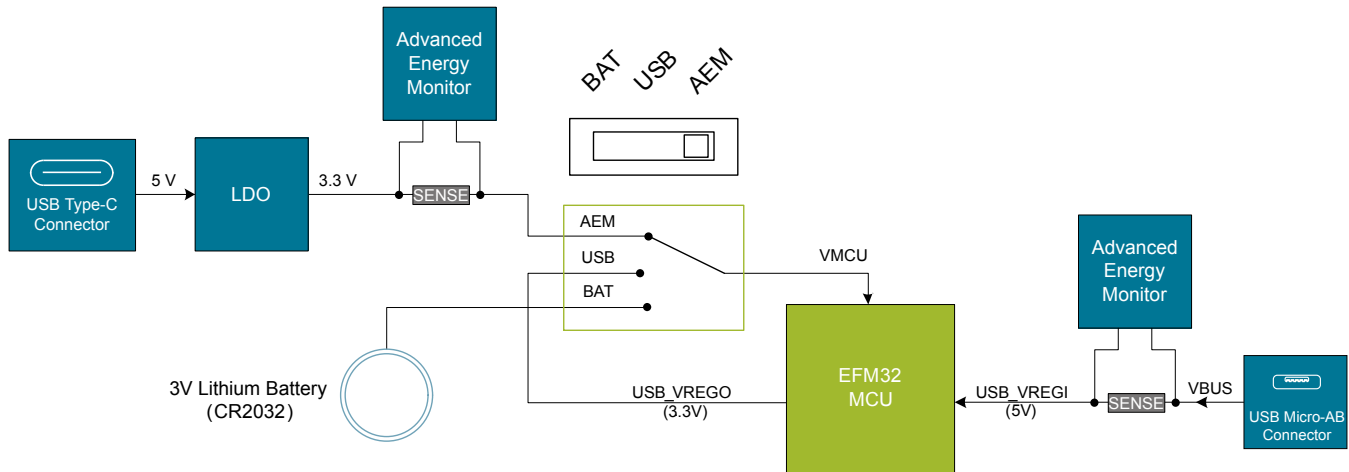 Advanced
Energy
Monitor
BAT
USB
AEM
USB Type-C
Connector
5 V
LDO
3.3 V
SENSE
AEM
USB
BAT
VMCU
3V Lithium Battery
(CR2032)
USB_VREGO
(3.3V)
EFM32
MCU
USB_VREGI
(5V)
Advanced
Energy
Monitor
SENSE
VBUS
USB Micro-AB
Connector